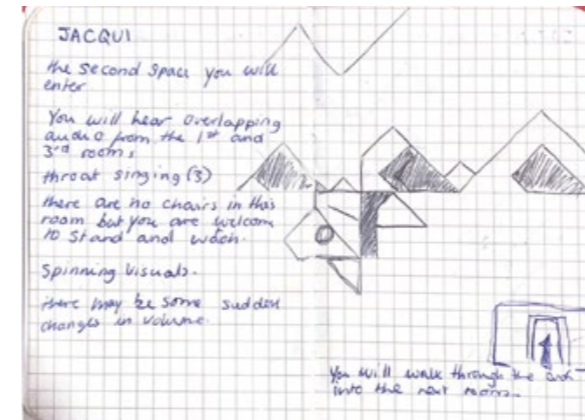 JACQUI
the second space you will
enter
You will hear overlapping
audio from the 1st and
3rd rooms
throat singing (3)
there are no chairs in this
room but you are welcome
to stand and watch.
Spinning visuals.
there may be some sudden
changes in volume.
You will walk through the arch
into the next room.